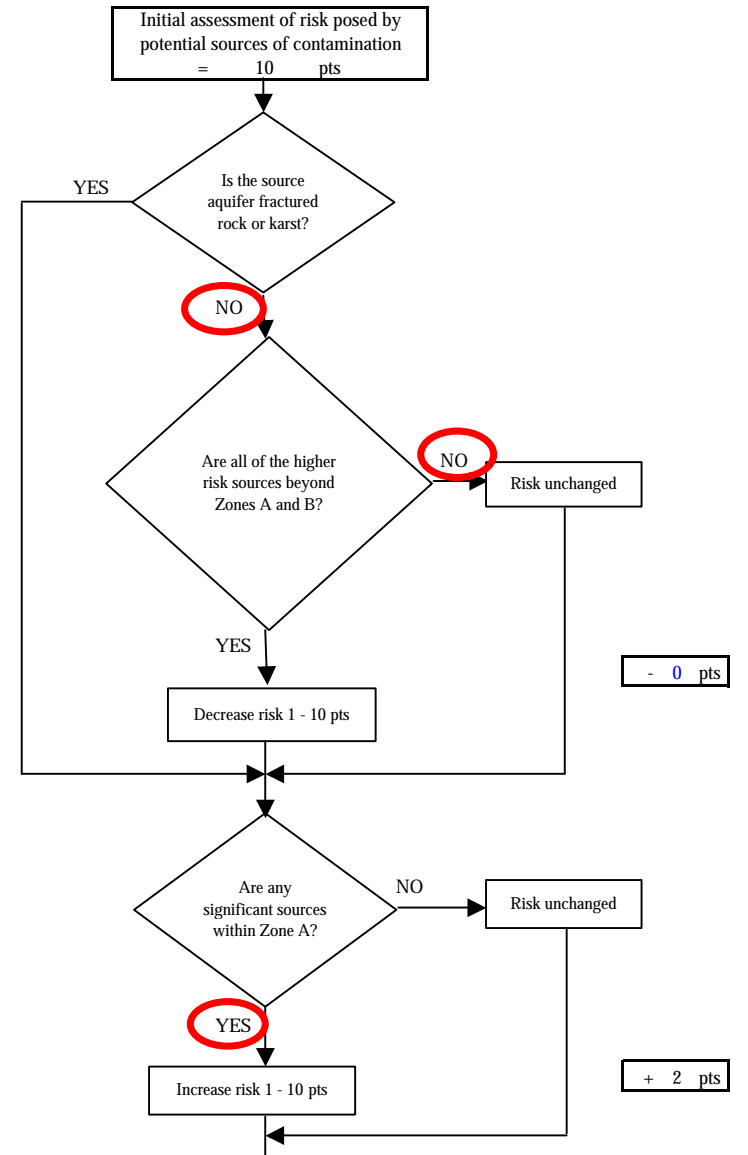 Initial assessment of risk posed by
potential sources of contamination
= 10 pts
YES
Is the source
aquifer fractured
rock or karst?
NO
Are all of the higher
risk sources beyond
Zones A and B?
NO
Risk unchanged
YES
- 0 pts
Decrease risk 1 - 10 pts
Are any
significant sources
within Zone A?
NO
Risk unchanged
YES
Increase risk 1 - 10 pts
+ 2 pts